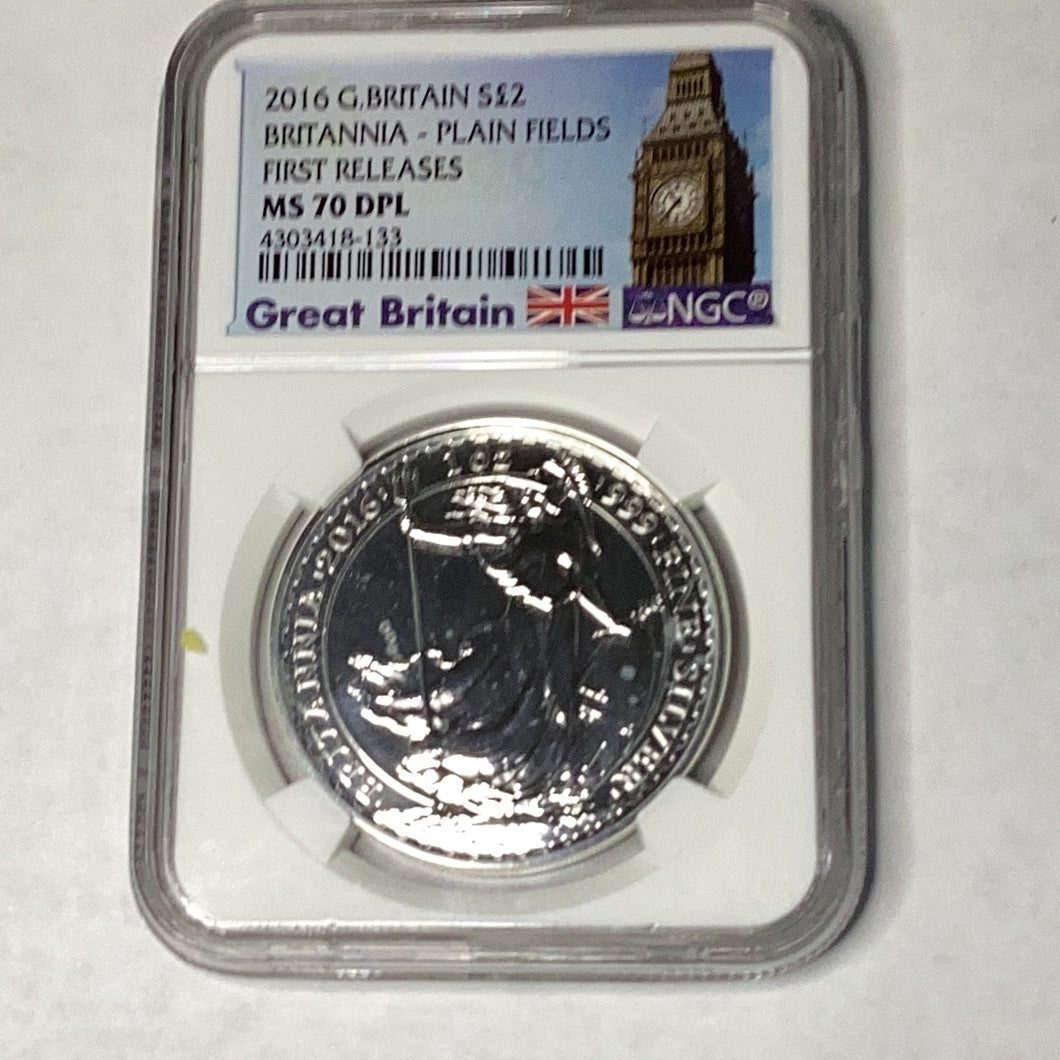 2016 G.BRITAIN S£2
BRITANNIA - PLAIN FIELDS
FIRST RELEASES
MS 70 DPL
4303418-133
Great Britain NGC®
BRITANNIA 2016 1 OZ 999 FINE SILVER